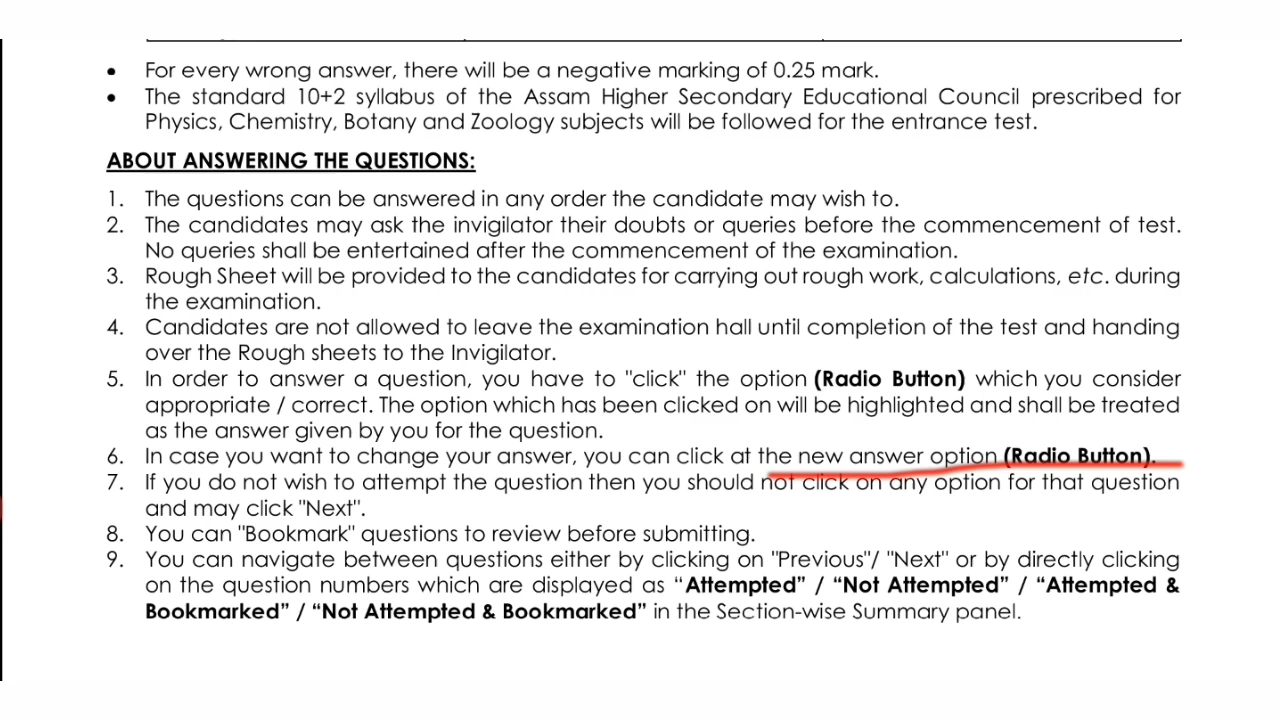 • For every wrong answer, there will be a negative marking of 0.25 mark.
• The standard 10+2 syllabus of the Assam Higher Secondary Educational Council prescribed for
Physics, Chemistry, Botany and Zoology subjects will be followed for the entrance test.
ABOUT ANSWERING THE QUESTIONS:
1. The questions can be answered in any order the candidate may wish to.
2. The candidates may ask the invigilator their doubts or queries before the commencement of test.
No queries shall be entertained after the commencement of the examination.
3. Rough Sheet will be provided to the candidates for carrying out rough work, calculations, etc. during
the examination.
4. Candidates are not allowed to leave the examination hall until completion of the test and handing
over the Rough sheets to the Invigilator.
5. In order to answer a question, you have to "click" the option (Radio Button) which you consider
appropriate / correct. The option which has been clicked on will be highlighted and shall be treated
as the answer given by you for the question.
6. In case you want to change your answer, you can click at the new answer option (Radio Button).
7. If you do not wish to attempt the question then you should not click on any option for that question
and may click "Next".
8. You can "Bookmark" questions to review before submitting.
9. You can navigate between questions either by clicking on "Previous"/ "Next" or by directly clicking
on the question numbers which are displayed as “Attempted” / “Not Attempted” / “Attempted &
Bookmarked” / “Not Attempted & Bookmarked” in the Section-wise Summary panel.